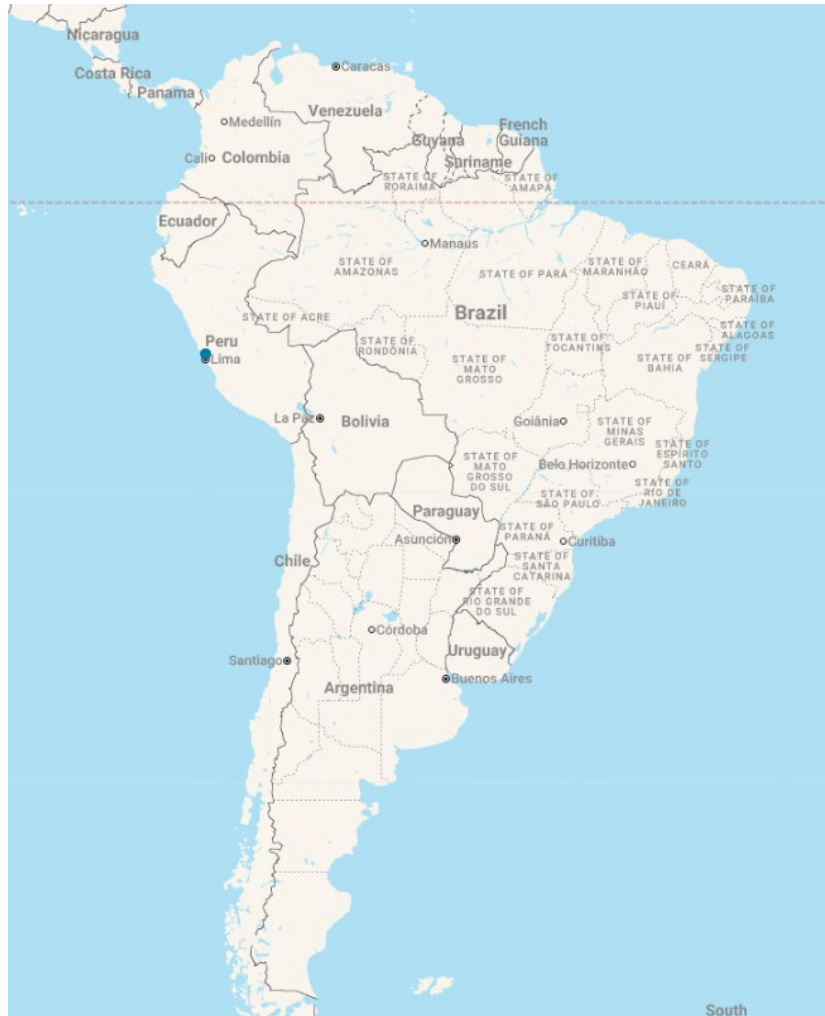 Nicaragua
Costa Rica
Panama
Caracas
Venezuela
Medellín
Cali
Colombia
Guyana
French
Guiana
Suriname
STATE OF
RORAIMA
STATE OF
AMAPÁ
Ecuador
Manaus
STATE OF
AMAZONAS
STATE OF PARÁ
STATE OF
MARANHÃO
CEARÁ
STATE OF
PIAUÍ
STATE OF
PARAÍBA
Brazil
STATE OF ACRE
STATE OF
ALAGOAS
STATE OF
SERGIPE
Peru
Lima
STATE OF
RONDÔNIA
STATE OF
TOCANTINS
STATE OF
MATO
GROSSO
STATE OF
BAHIA
La Paz
Bolivia
Goiânia
STATE OF
MINAS
GERAIS
STATE OF
ESPÍRITO
SANTO
STATE OF
MATO
GROSSO
DO SUL
Belo Horizonte
STATE OF
RIO DE
JANEIRO
STATE OF
SÃO PAULO
Paraguay
STATE OF
PARANÁ
Asunción
Curitiba
Chile
STATE OF
SANTA
CATARINA
STATE OF
RIO GRANDE
DO SUL
Córdoba
Uruguay
Santiago
Buenos Aires
Argentina
South